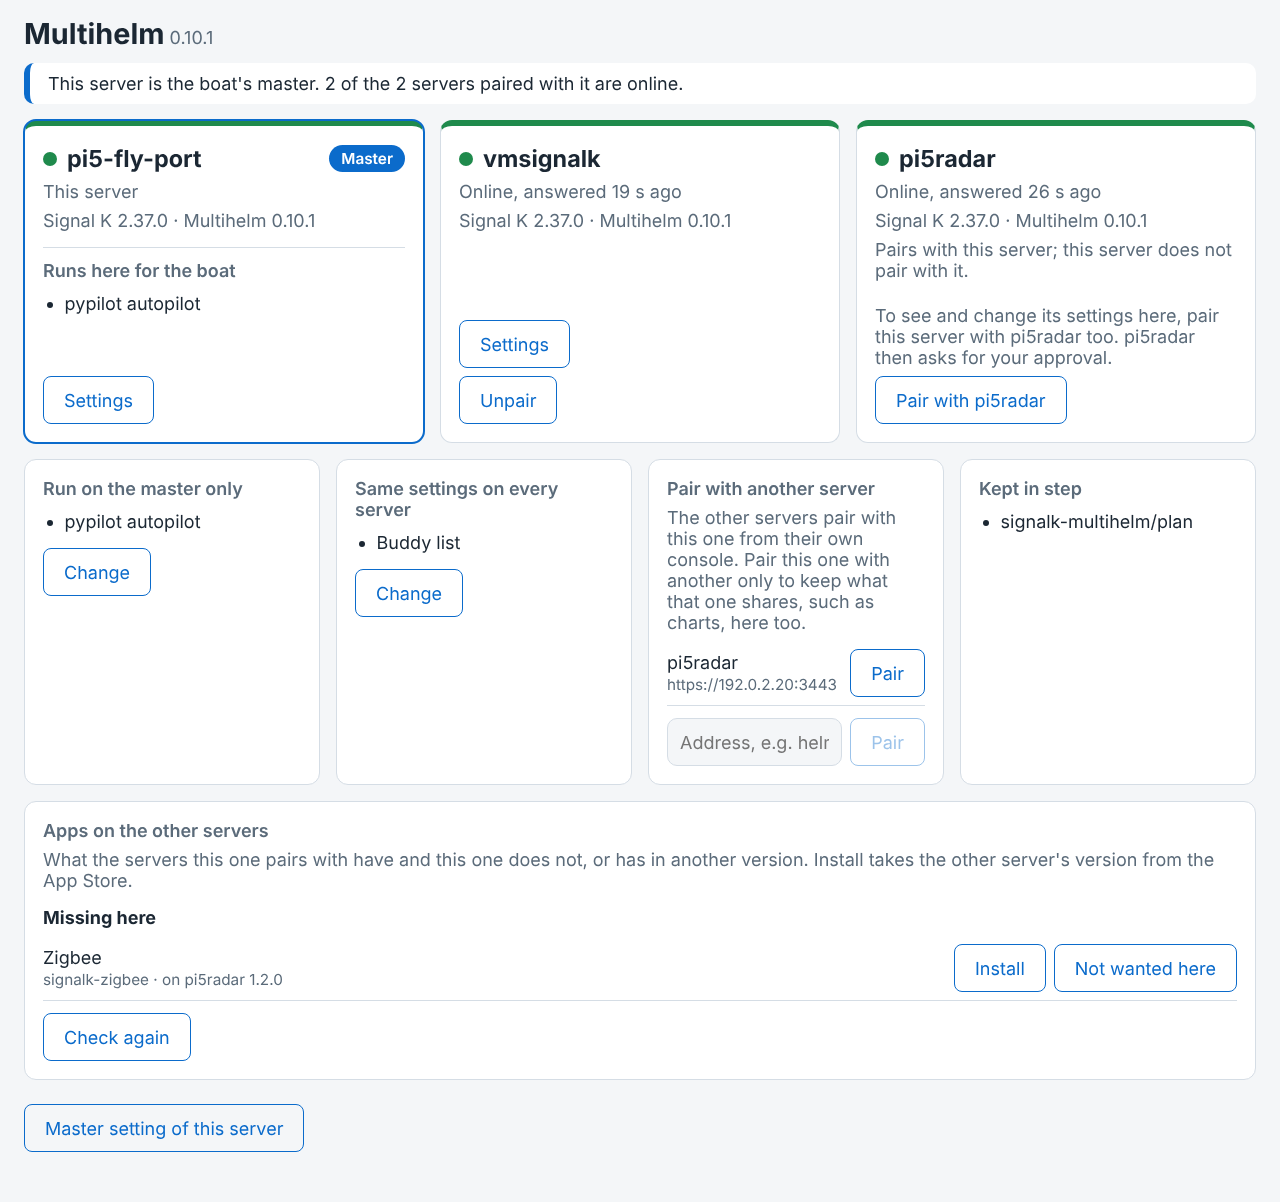 Multihelm 0.10.1
This server is the boat's master. 2 of the 2 servers paired with it are online.
pi5-fly-port
Master
This server
Signal K 2.37.0 · Multihelm 0.10.1
Runs here for the boat
• pypilot autopilot
Settings
vmsignalk
Online, answered 19 s ago
Signal K 2.37.0 · Multihelm 0.10.1
Settings
Unpair
pi5radar
Online, answered 26 s ago
Signal K 2.37.0 · Multihelm 0.10.1
Pairs with this server; this server does not
pair with it.
To see and change its settings here, pair
this server with pi5radar too. pi5radar
then asks for your approval.
Pair with pi5radar
Run on the master only
• pypilot autopilot
Change
Same settings on every
server
• Buddy list
Change
Pair with another server
The other servers pair with
this one from their own
console. Pair this one with
another only to keep what
that one shares, such as
charts, here too.
pi5radar
https://192.0.2.20:3443
Pair
Address, e.g. helr
Pair
Kept in step
• signalk-multihelm/plan
Apps on the other servers
What the servers this one pairs with have and this one does not, or has in another version. Install takes the other server's version from the
App Store.
Missing here
Zigbee
signalk-zigbee · on pi5radar 1.2.0
Install
Not wanted here
Check again
Master setting of this server